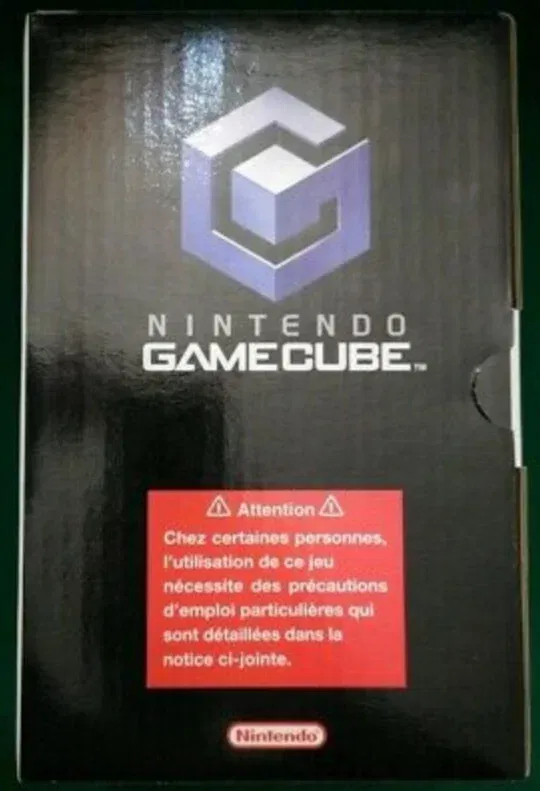 NINTENDO
GAMECUBE™
⚠ Attention ⚠
Chez certaines personnes,
l'utilisation de ce jeu
nécessite des précautions
d'emploi particulières qui
sont détaillées dans la
notice ci-jointe.
Nintendo